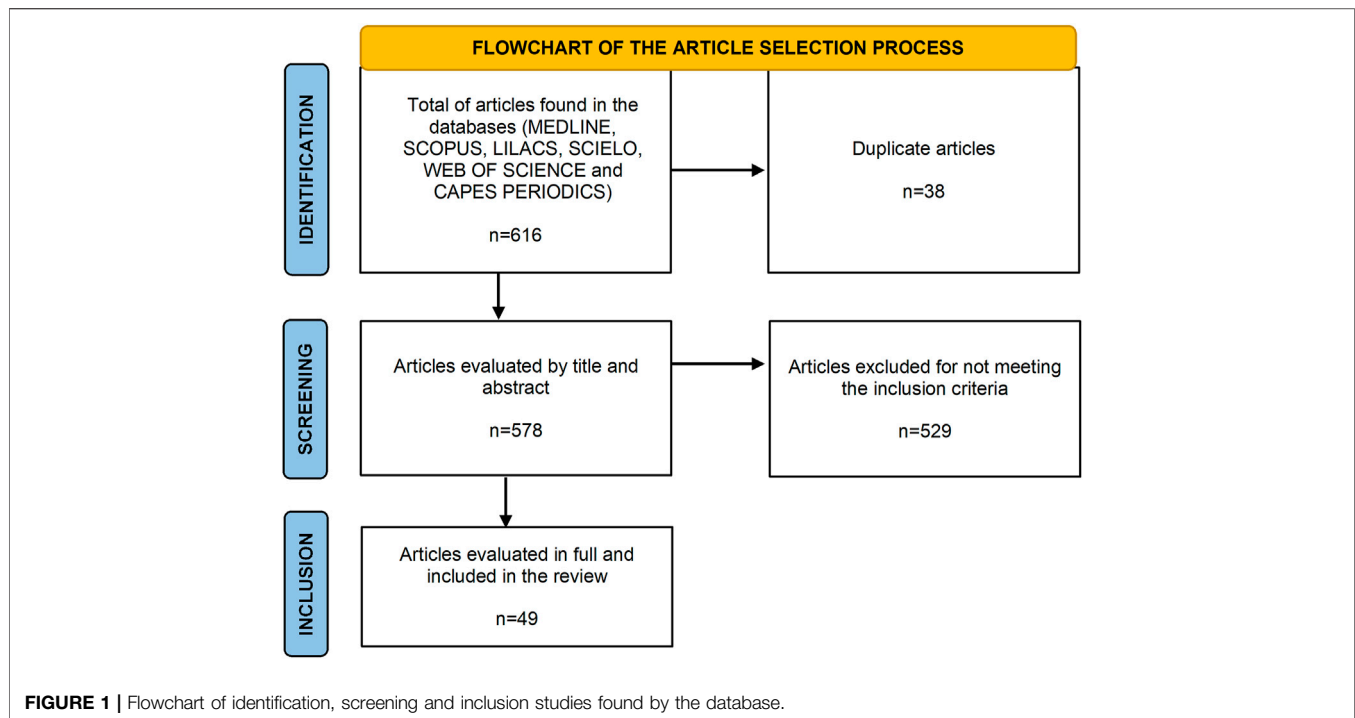 FLOWCHART OF THE ARTICLE SELECTION PROCESS
IDENTIFICATION
Total of articles found in the
databases (MEDLINE,
SCOPUS, LILACS, SCIELO,
WEB OF SCIENCE and
CAPES PERIODICS)
n=616
Duplicate articles
n=38
SCREENING
Articles evaluated by title and
abstract
n=578
Articles excluded for not meeting
the inclusion criteria
n=529
INCLUSION
Articles evaluated in full and
included in the review
n=49
FIGURE 1 | Flowchart of identification, screening and inclusion studies found by the database.